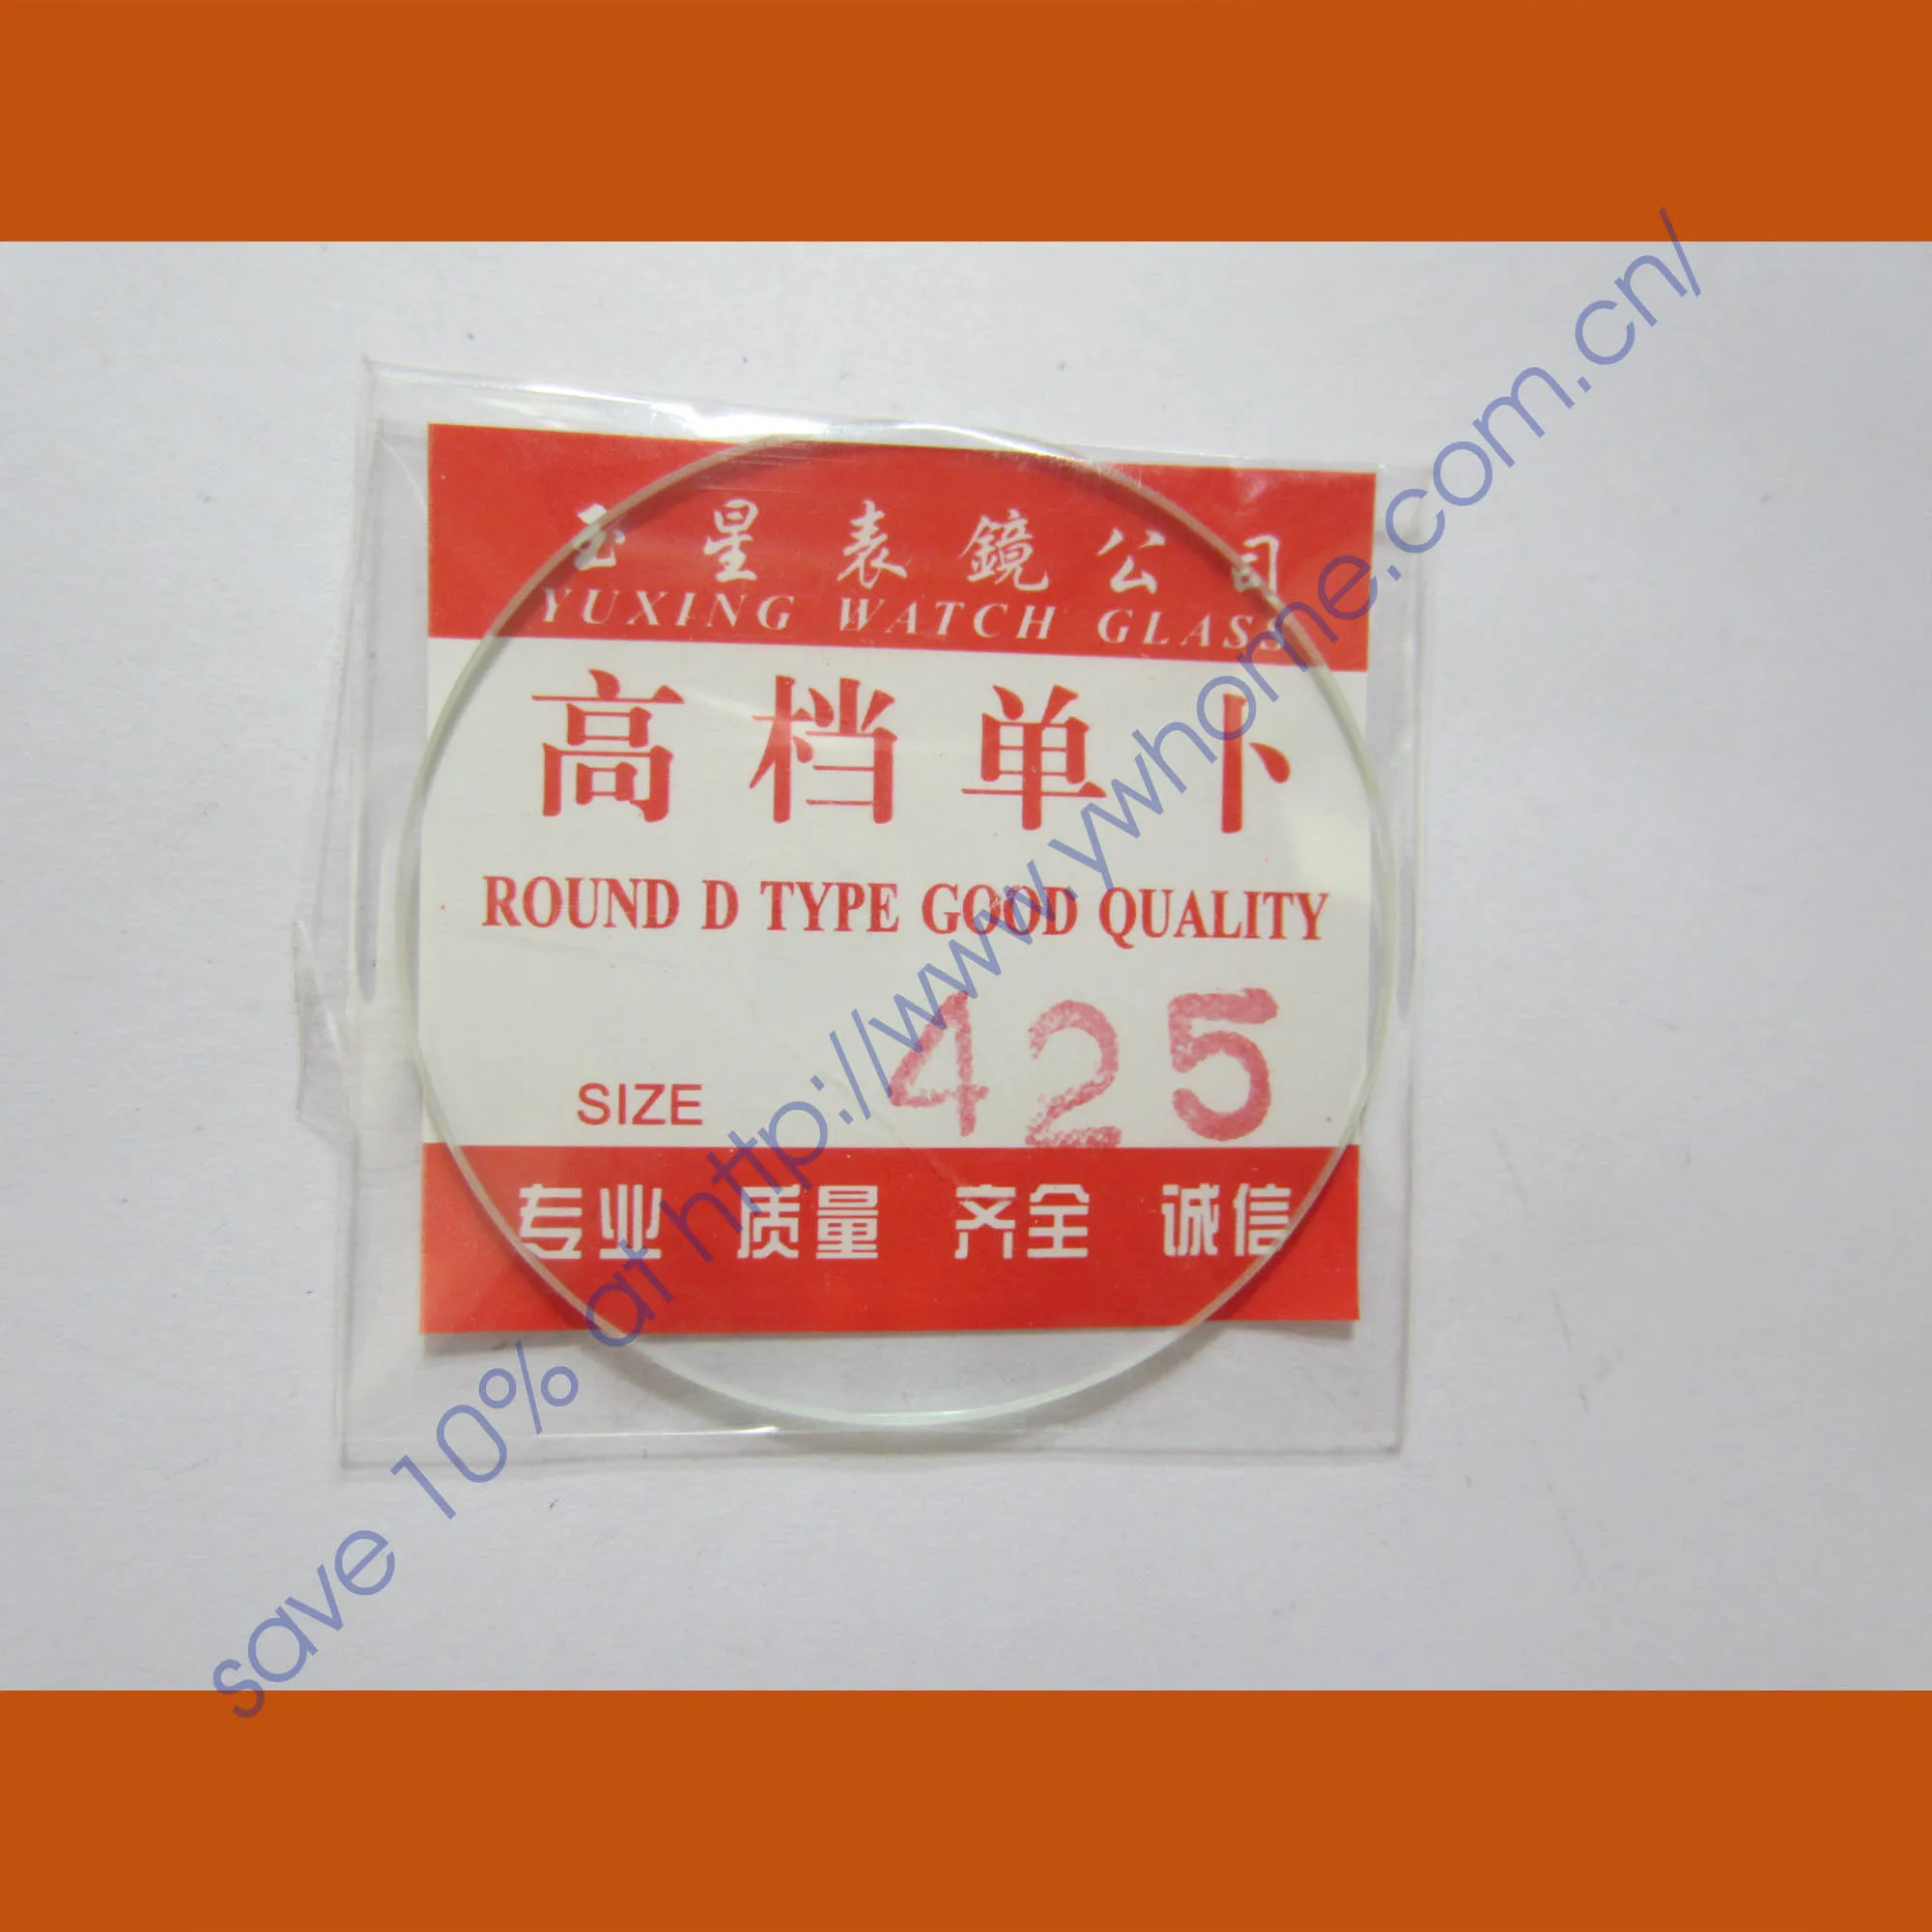 玉星表鏡公司
YUXING WATCH GLASS
高档单卜
ROUND D TYPE GOOD QUALITY
SIZE 425
专业 质量 齐全 诚信
save 10% at http://www.ywhome.com.cn/